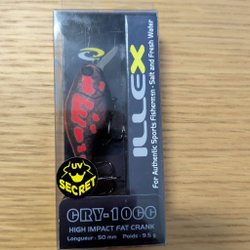 ILLEX
For Authentic Sports Fishermen - Salt and Fresh Water
UV
SECRET
CRY-10CC
HIGH IMPACT FAT CRANK
Longueur : 50 mm Poids : 9.5 g